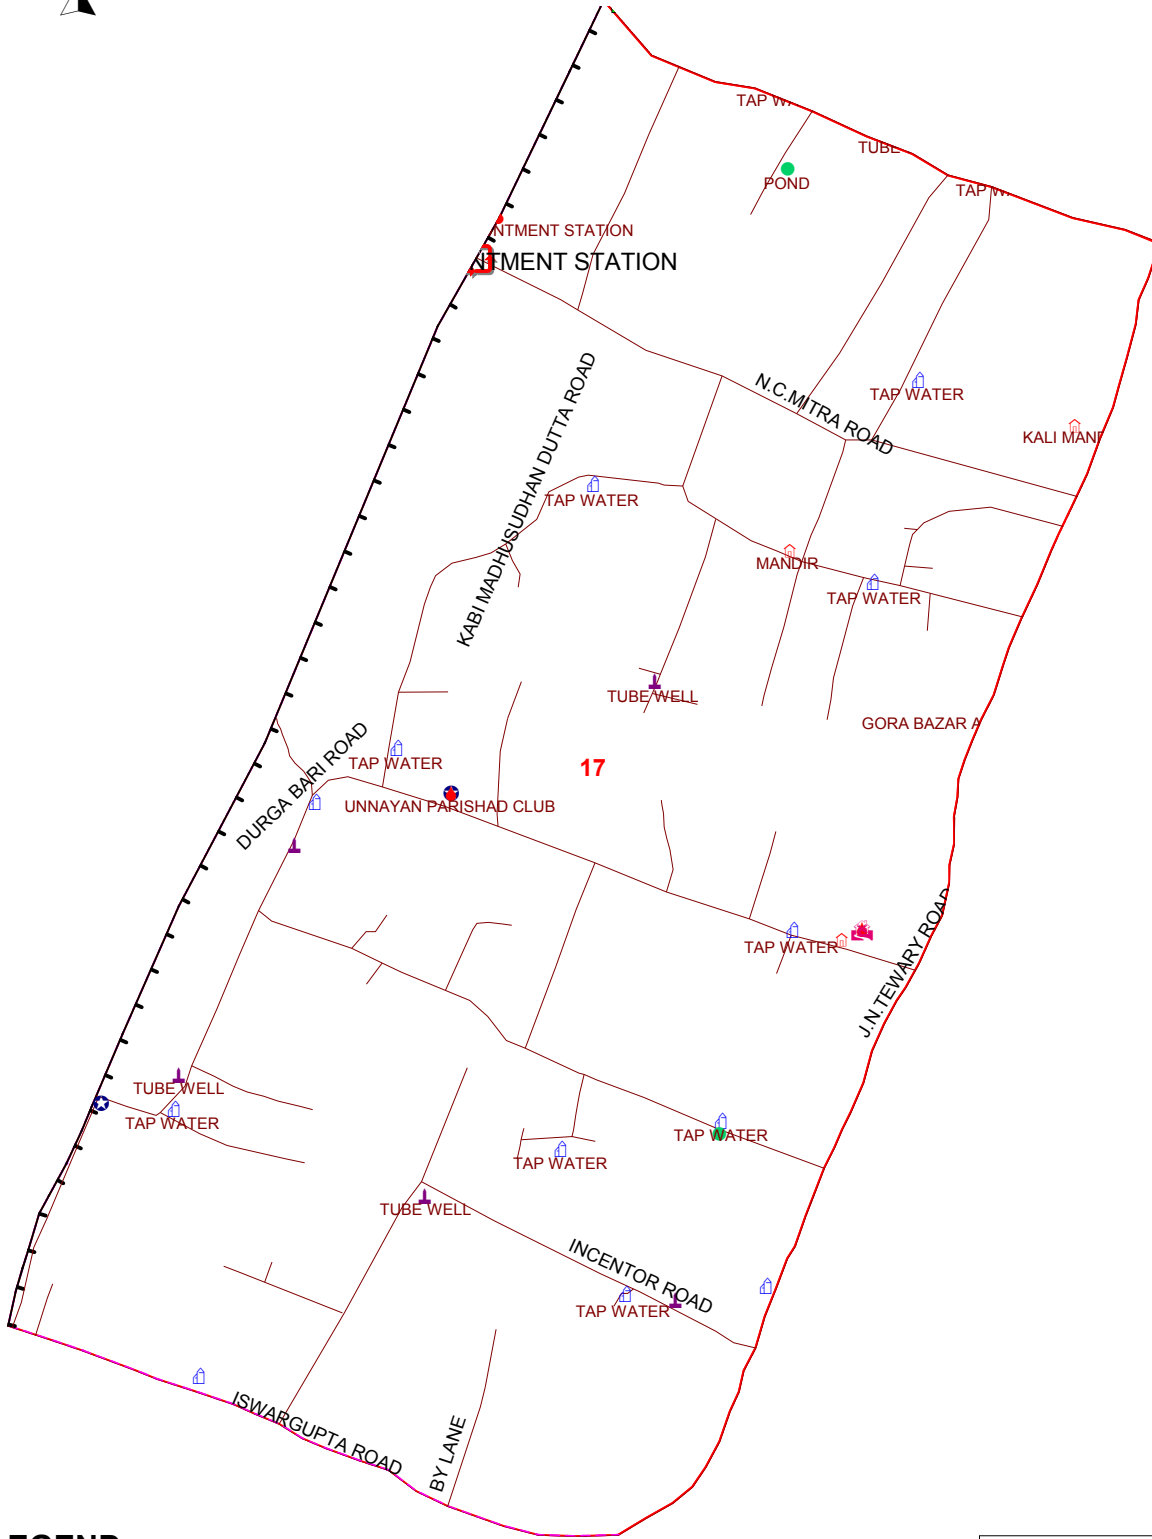 TAP WA
TUBE
POND
TAP WA
NTMENT STATION
NTMENT STATION
N.C.MITRA ROAD
TAP WATER
KALI MAND
KABI MADHUSUDHAN DUTTA ROAD
TAP WATER
MANDIR
TAP WATER
TUBE WELL
GORA BAZAR A
DURGA BARI ROAD
TAP WATER
17
UNNAYAN PARISHAD CLUB
TAP WATER
J.N.TEWARY ROAD
TUBE WELL
TAP WATER
TAP WATER
TAP WATER
TUBE WELL
INCENTOR ROAD
TAP WATER
ISWARGUPTA ROAD
BY LANE